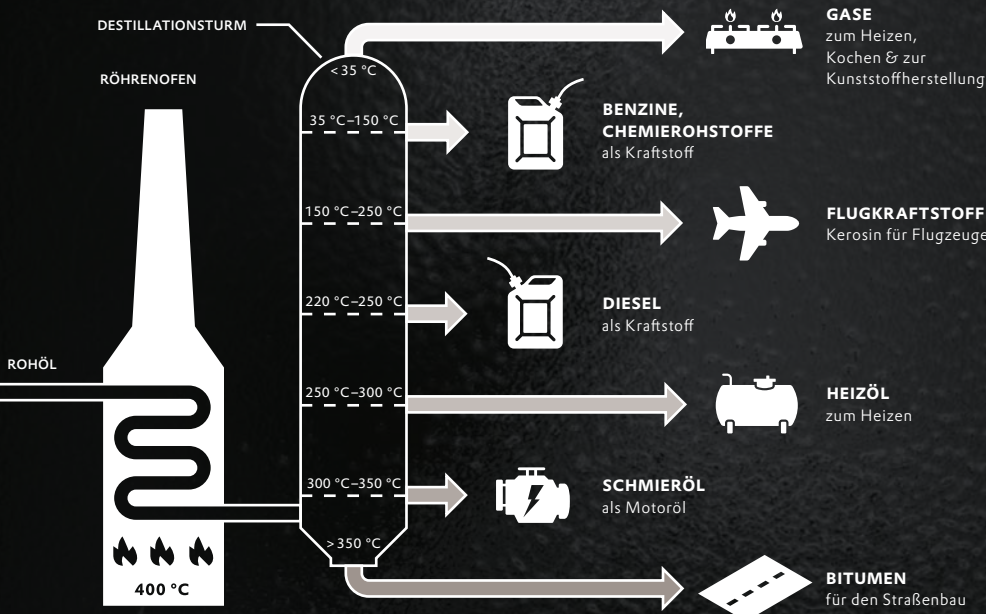 DESTILLATIONSTURM
RÖHRENOFEN
ROHÖL
400 °C
< 35 °C
GASE
zum Heizen,
Kochen & zur
Kunststoffherstellung
35 °C–150 °C
BENZINE,
CHEMIEROHSTOFFE
als Kraftstoff
150 °C–250 °C
FLUGKRAFTSTOFF
Kerosin für Flugzeuge
220 °C–250 °C
DIESEL
als Kraftstoff
250 °C–300 °C
HEIZÖL
zum Heizen
300 °C–350 °C
SCHMIERÖL
als Motoröl
> 350 °C
BITUMEN
für den Straßenbau